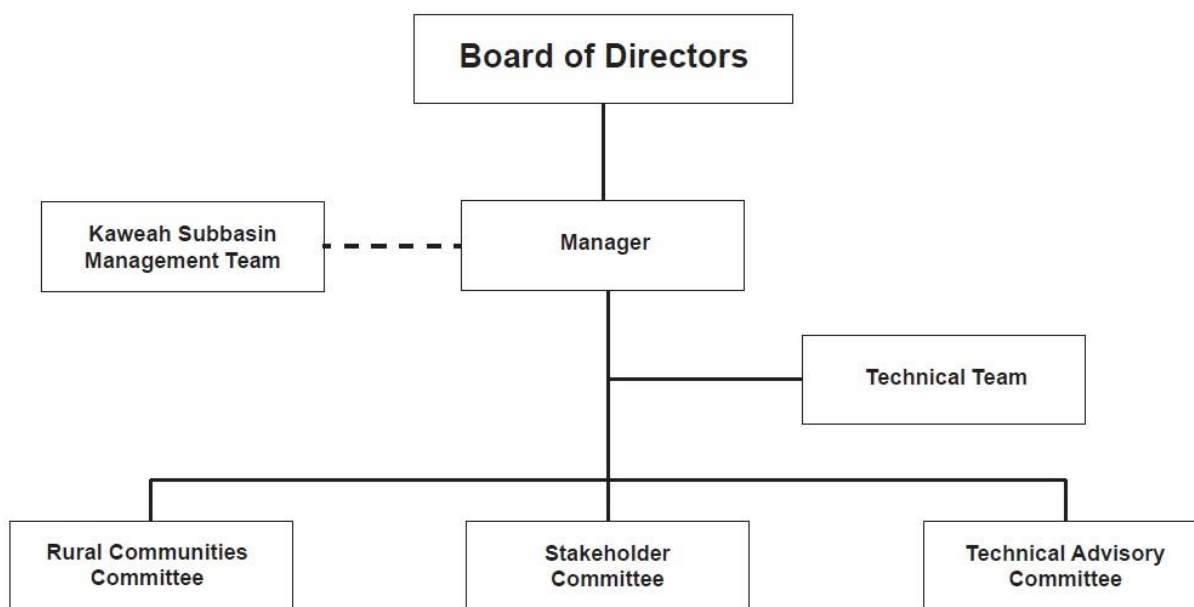 Board of Directors
Kaweah Subbasin
Management Team
Manager
Technical Team
Rural Communities
Committee
Stakeholder
Committee
Technical Advisory
Committee